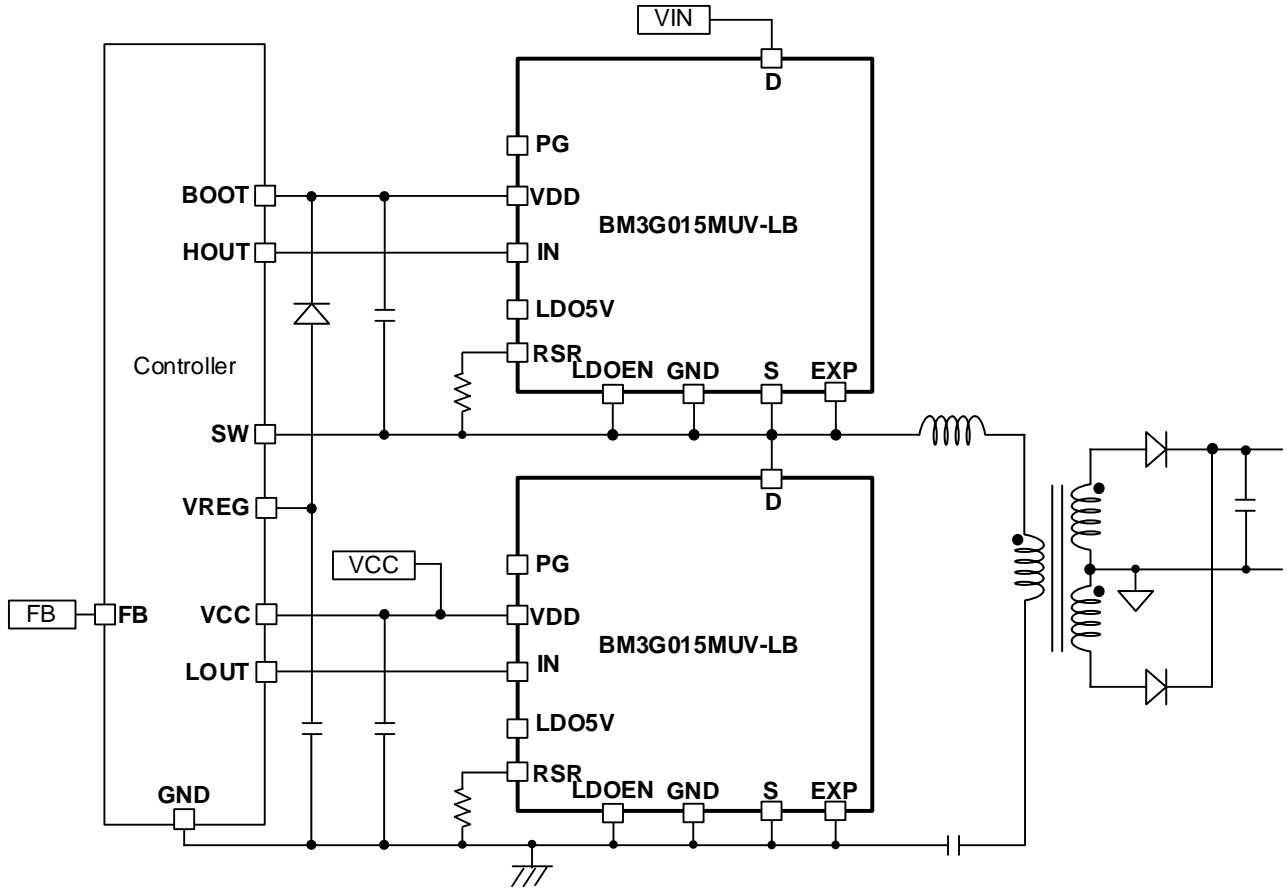 VIN
D
PG
BOOT
VDD
BM3G015MUV-LB
HOUT
IN
LDO5V
Controller
RSR
LDOEN
GND
S
EXP
SW
D
VREG
VCC
PG
FB
FB
VCC
VDD
BM3G015MUV-LB
LOUT
IN
LDO5V
RSR
GND
LDOEN
GND
S
EXP